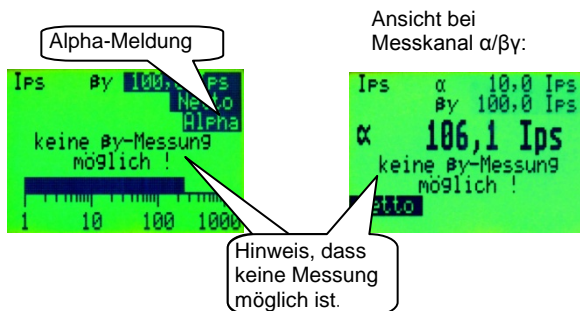 Alpha-Meldung
Ansicht bei
Messkanal α/βγ:
Ips βγ 100,
Netto
Alpha
keine βγ-Messung
möglich !
1 10 100 1000
Ips α 10,0 Ips
βγ 100,0 Ips
α 106,1 Ips
keine βγ-Messung
möglich !
Hinweis, dass
keine Messung
möglich ist.